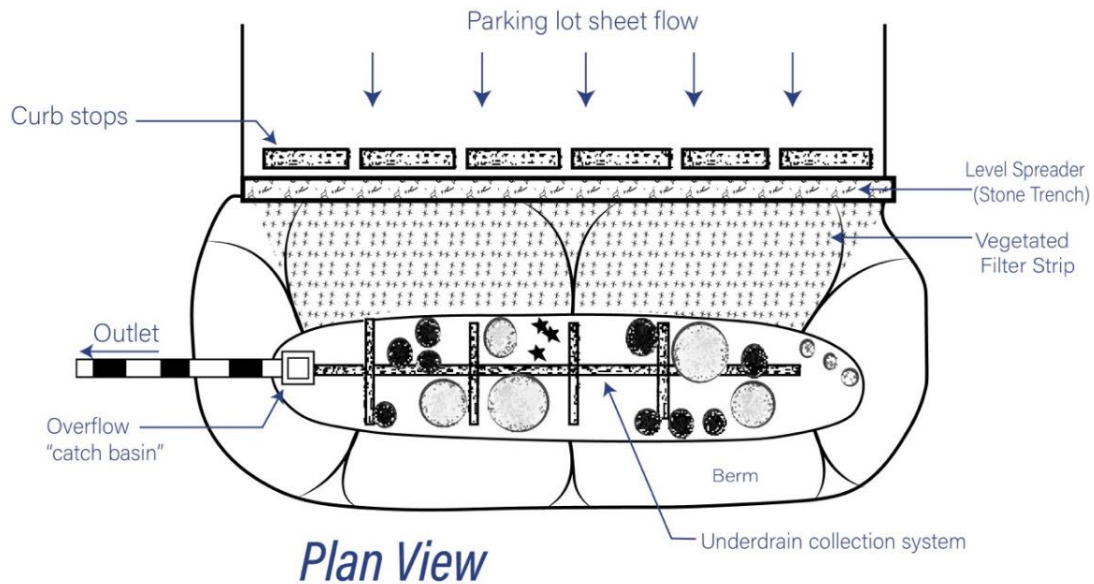 Parking lot sheet flow
Curb stops
Level Spreader
(Stone Trench)
Vegetated
Filter Strip
Outlet
Overflow
“catch basin”
Berm
Underdrain collection system
Plan View